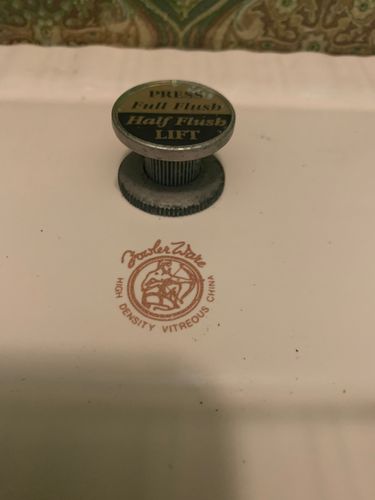 PRESS
Full Flush
Half Flush
LIFT
Fowler Ware
HIGH DENSITY VITREOUS CHINA